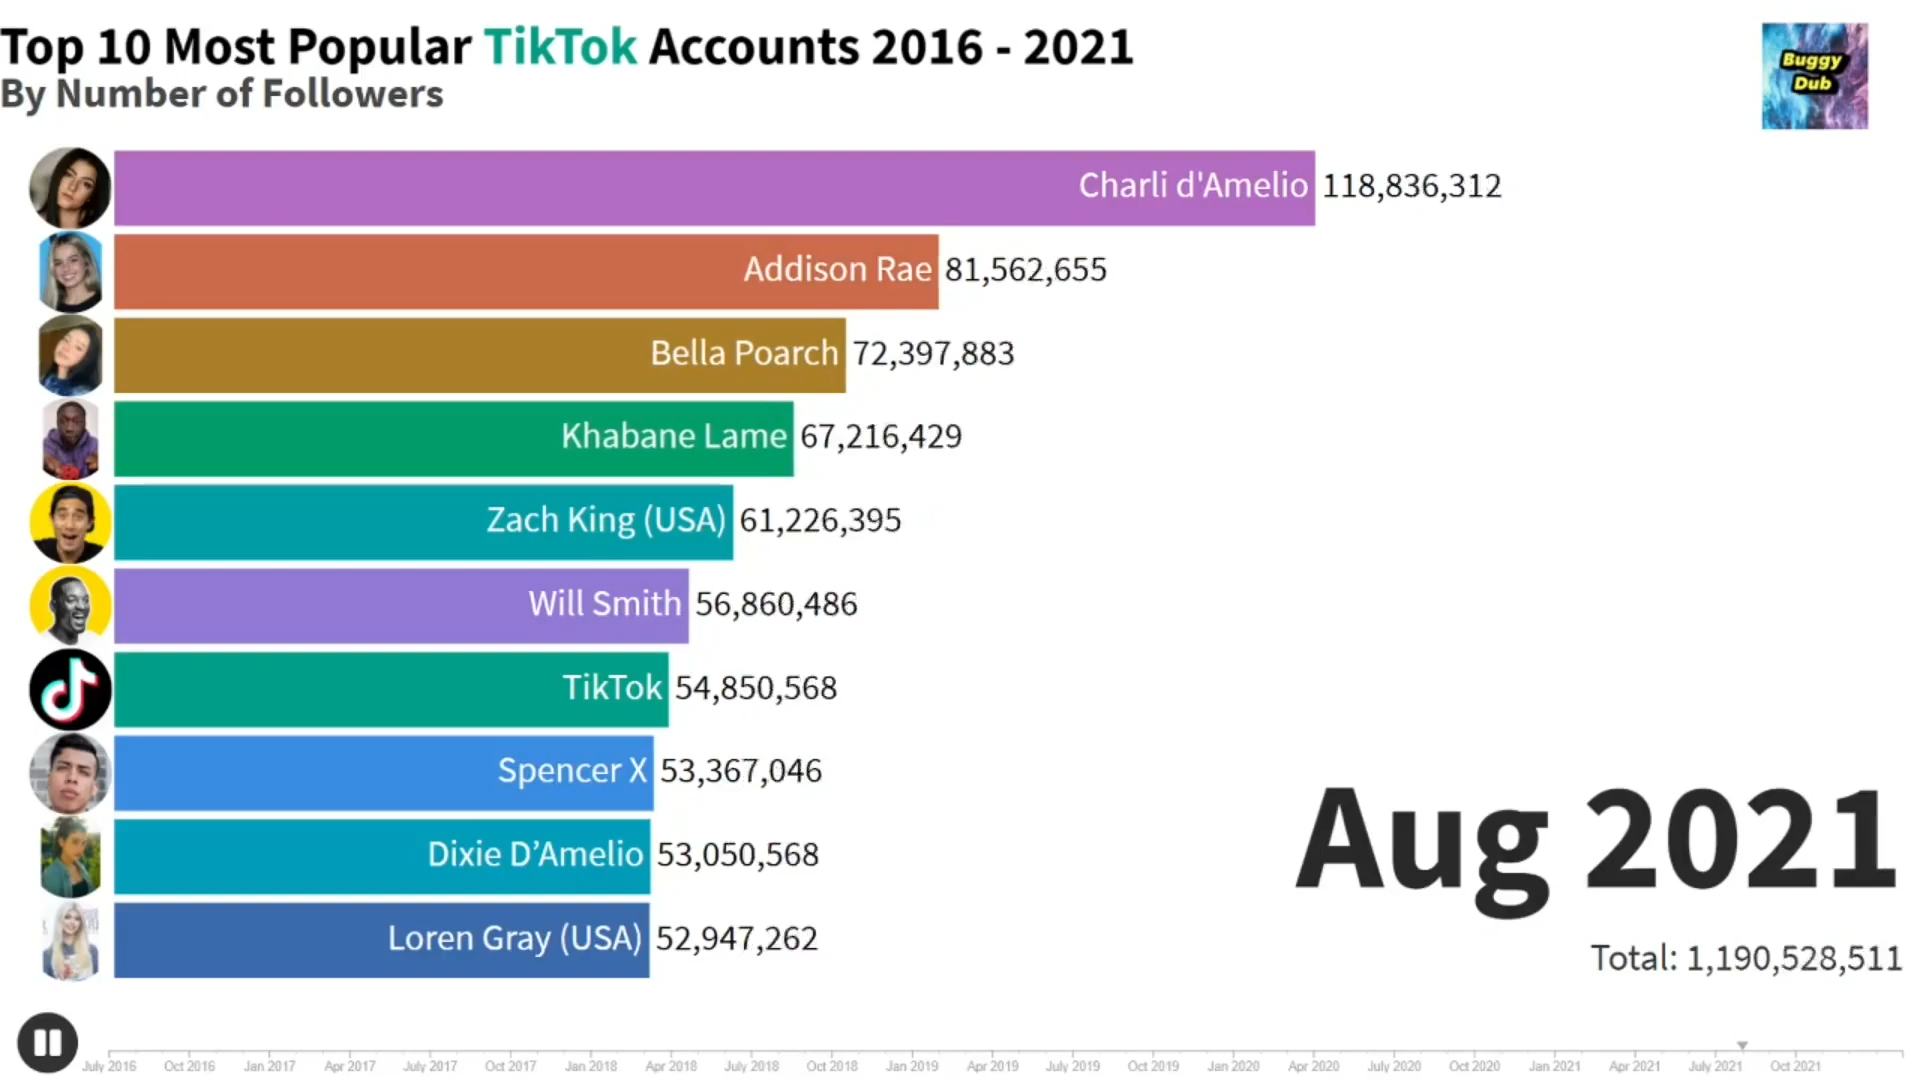 Top 10 Most Popular TikTok Accounts 2016 - 2021
By Number of Followers
Buggy
Dub
Charli d'Amelio 118,836,312
Addison Rae 81,562,655
Bella Poarch 72,397,883
Khabane Lame 67,216,429
Zach King (USA) 61,226,395
Will Smith 56,860,486
TikTok 54,850,568
Spencer X 53,367,046
Dixie D’Amelio 53,050,568
Loren Gray (USA) 52,947,262
Aug 2021
Total: 1,190,528,511
July 2016 Oct 2016 Jan 2017 Apr 2017 July 2017 Oct 2017 Jan 2018 Apr 2018 July 2018 Oct 2018 Jan 2019 Apr 2019 July 2019 Oct 2019 Jan 2020 Apr 2020 July 2020 Oct 2020 Jan 2021 Apr 2021 July 2021 Oct 2021